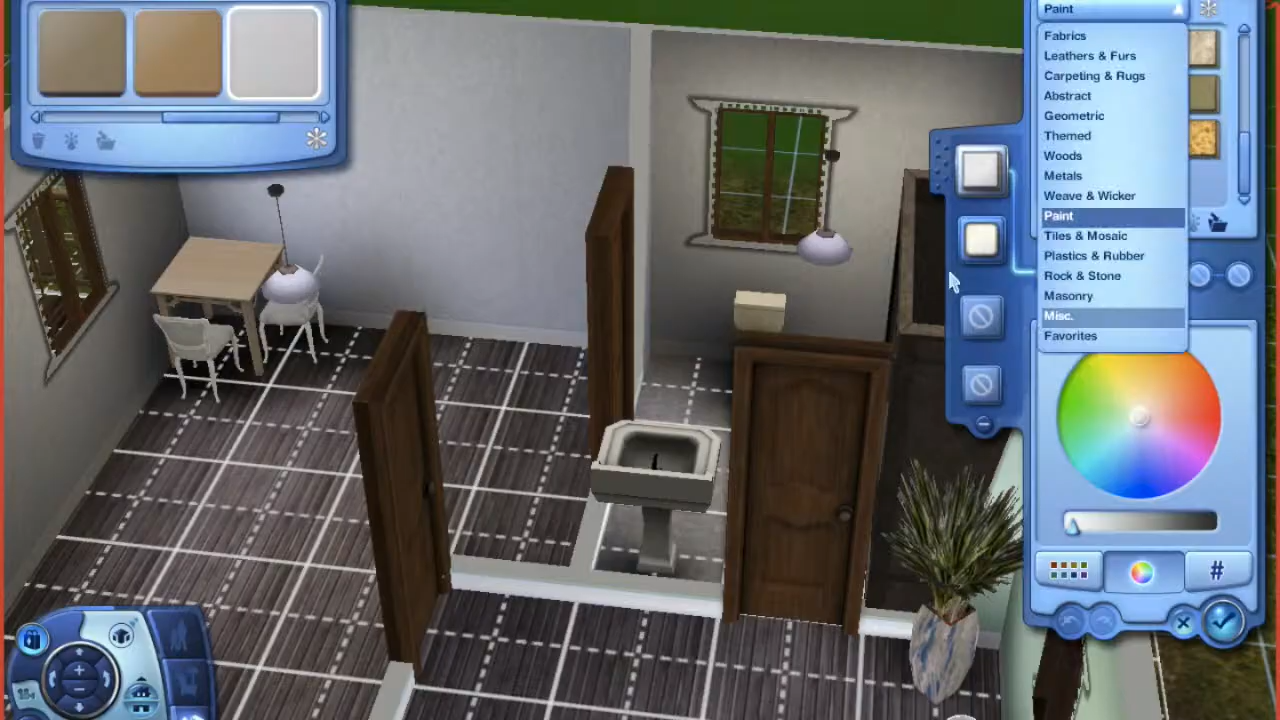 Paint
Fabrics
Leathers & Furs
Carpeting & Rugs
Abstract
Geometric
Themed
Woods
Metals
Weave & Wicker
Paint
Tiles & Mosaic
Plastics & Rubber
Rock & Stone
Masonry
Misc.
Favorites
#